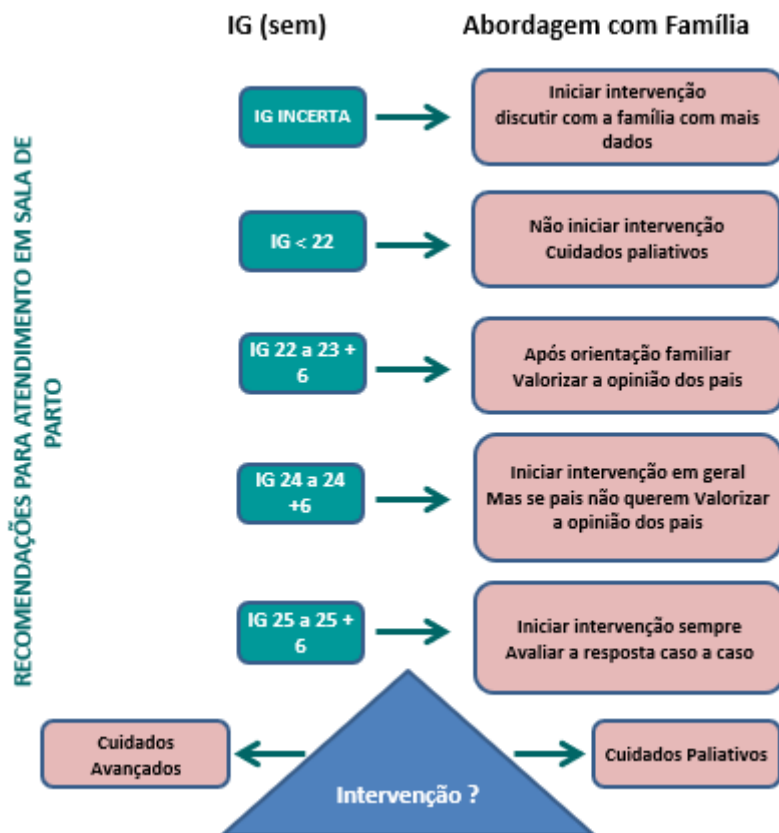 IG (sem)
Abordagem com Família
RECOMENDAÇÕES PARA ATENDIMENTO EM SALA DE
PARTO
IG INCERTA
Iniciar intervenção
discutir com a família com mais
dados
IG < 22
Não iniciar intervenção
Cuidados paliativos
IG 22 a 23 +
6
Após orientação familiar
Valorizar a opinião dos pais
IG 24 a 24
+6
Iniciar intervenção em geral
Mas se pais não querem Valorizar
a opinião dos pais
IG 25 a 25 +
6
Iniciar intervenção sempre
Avaliar a resposta caso a caso
Cuidados
Avançados
Intervenção ?
Cuidados Paliativos